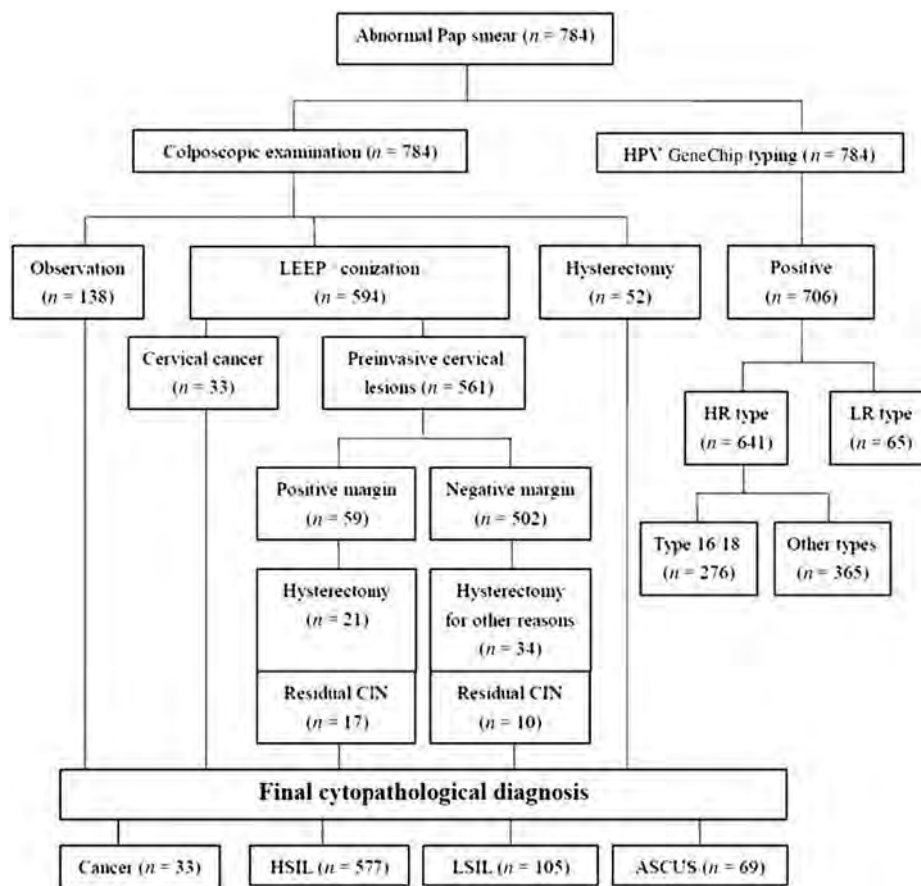 Abnormal Pap smear (n = 784)
Colposcopic examination (n = 784)
HPV GeneChip typing (n = 784)
Observation
(n = 138)
LEEP conization
(n = 594)
Hysterectomy
(n = 52)
Positive
(n = 706)
Cervical cancer
(n = 33)
Preinvasive cervical
lesions (n = 561)
HR type
(n = 641)
LR type
(n = 65)
Positive margin
(n = 59)
Negative margin
(n = 502)
Type 16 18
(n = 276)
Other types
(n = 365)
Hysterectomy
(n = 21)
Hysterectomy
for other reasons
(n = 34)
Residual CIN
(n = 17)
Residual CIN
(n = 10)
Final cytopathological diagnosis
Cancer (n = 33)
HSIL (n = 577)
LSIL (n = 105)
ASCUS (n = 69)